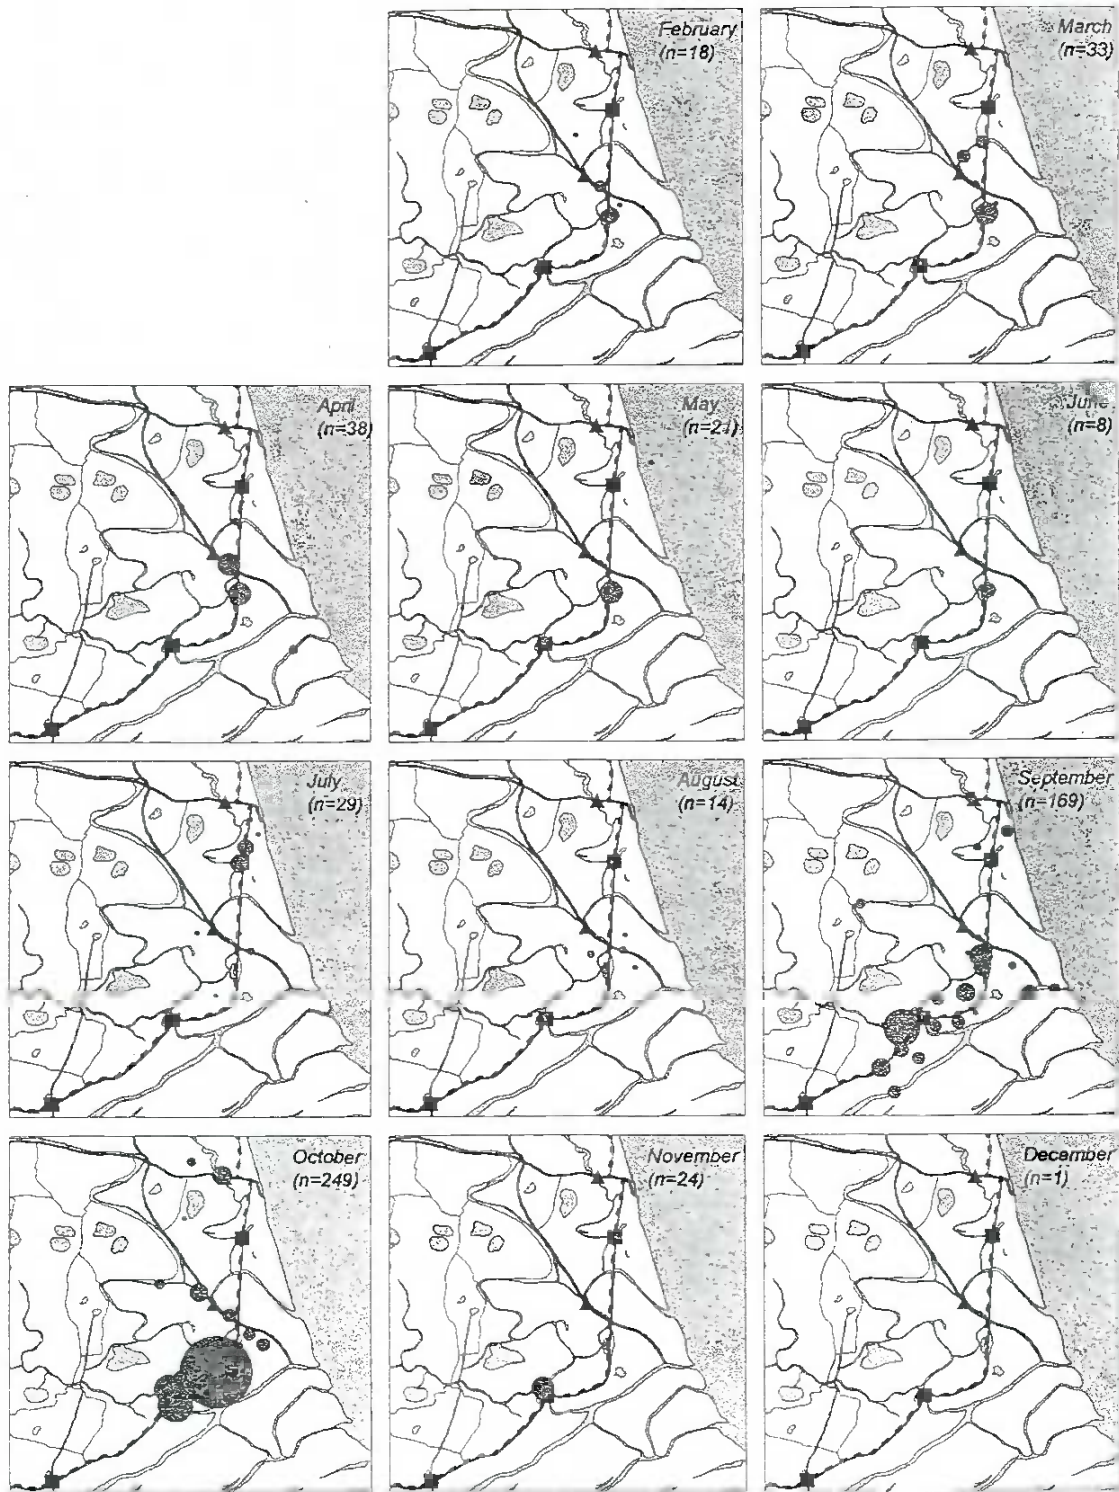 February
(n=18)
March
(n=33)
April
(n=38)
May
(n=21)
June
(n=8)
July
(n=29)
August
(n=14)
September
(n=169)
October
(n=249)
November
(n=24)
December
(n=1)